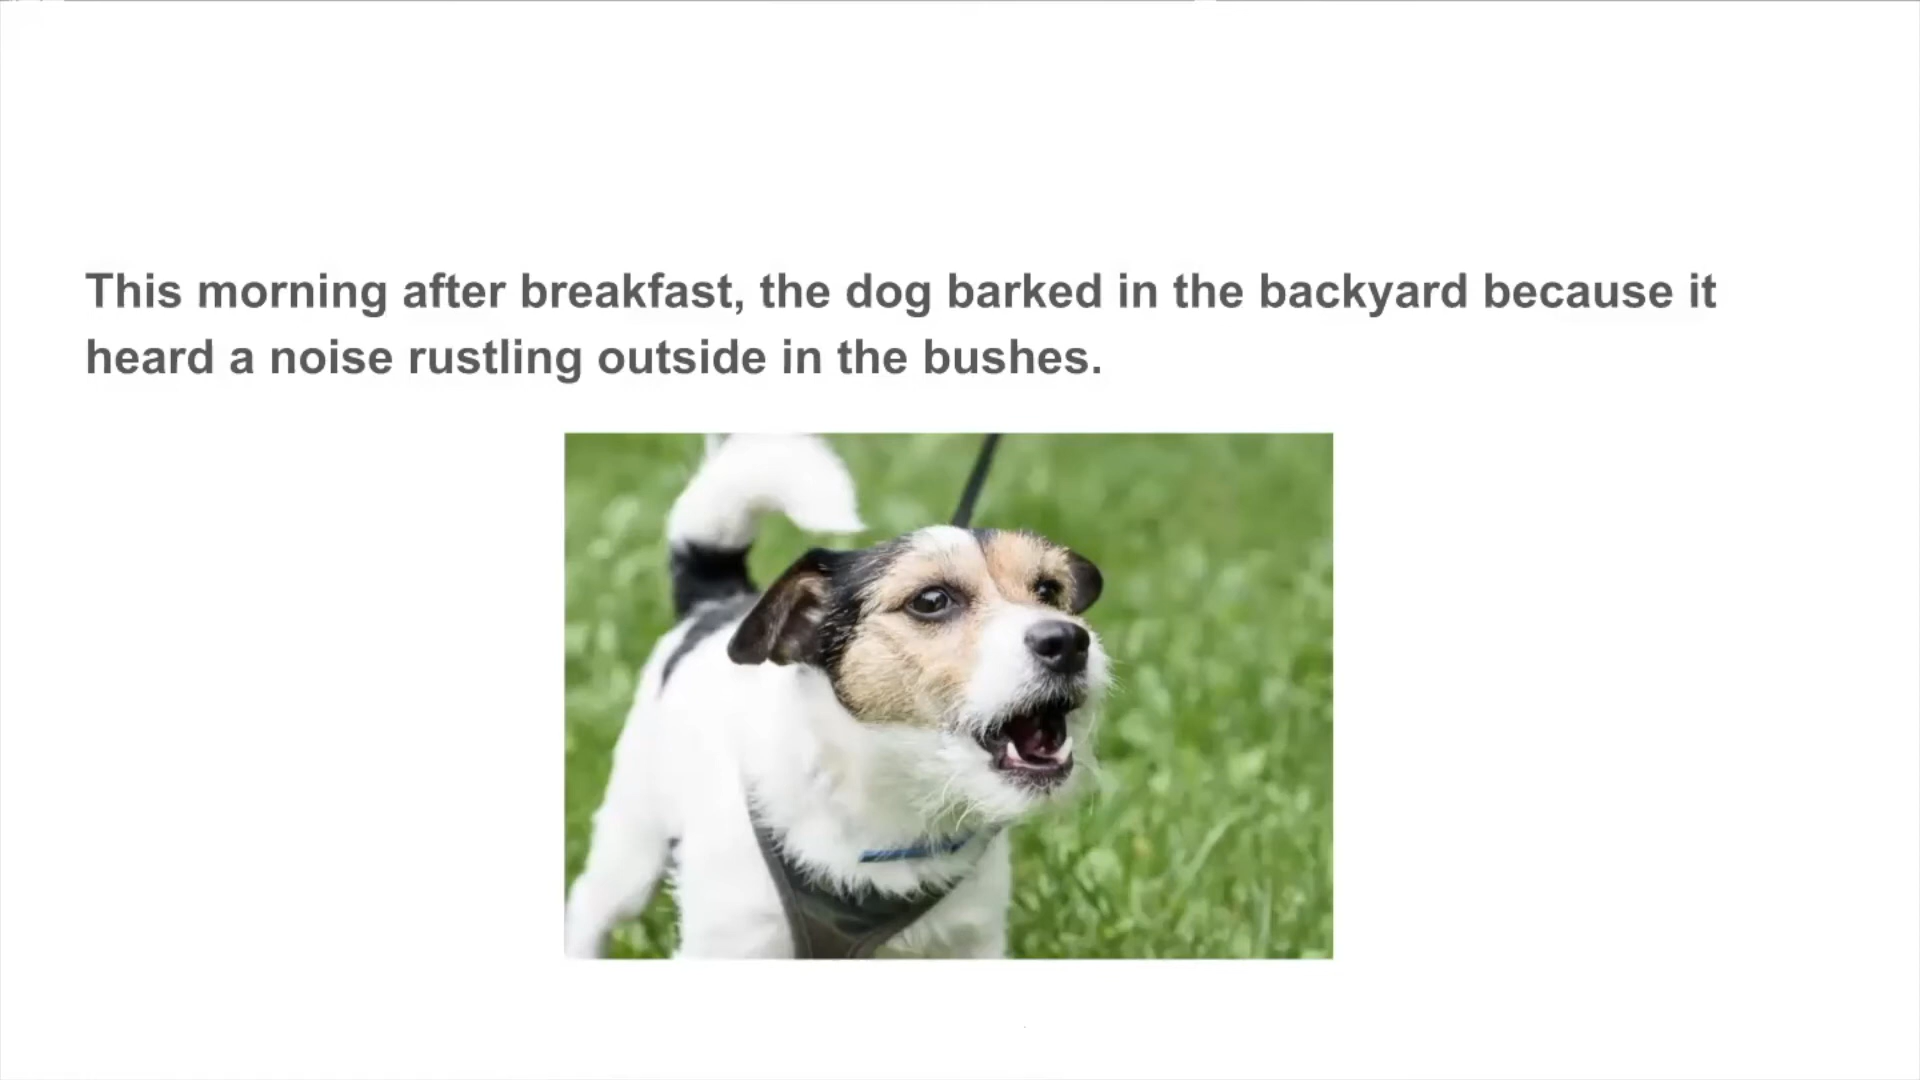 This morning after breakfast, the dog barked in the backyard because it
heard a noise rustling outside in the bushes.